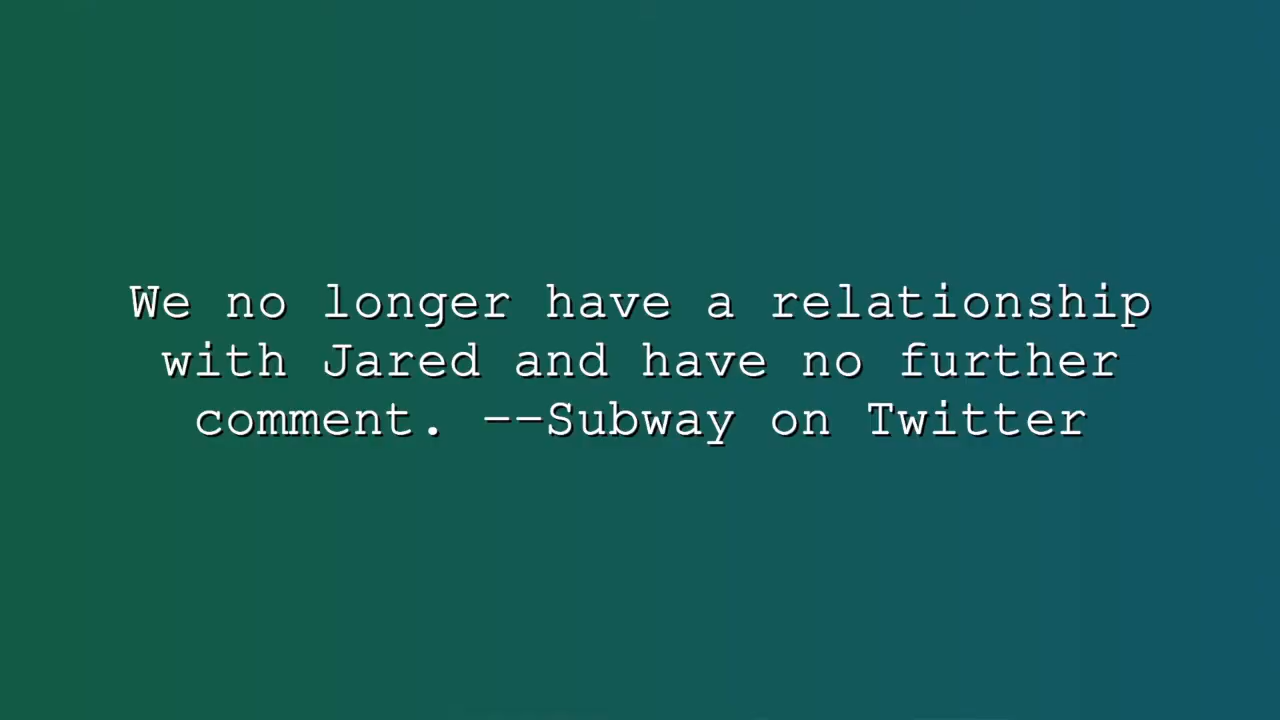 We no longer have a relationship
with Jared and have no further
comment. --Subway on Twitter